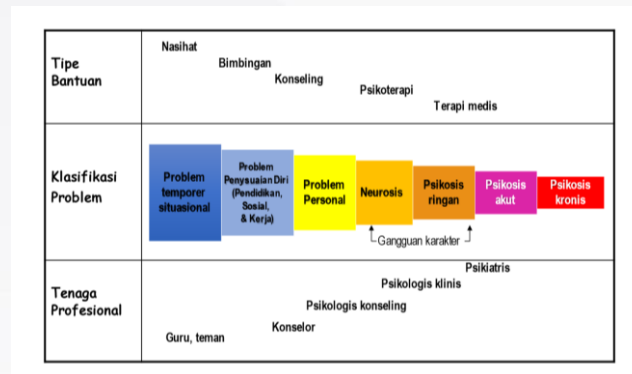 Tipe
Bantuan
Nasihat
Bimbingan
Konseling
Psikoterapi
Terapi medis
Klasifikasi
Problem
Problem
temporer
situasional
Problem
Penysuaian Diri
(Pendidikan,
Sosial,
& Kerja)
Problem
Personal
Neurosis
Psikosis
ringan
Psikosis
akut
Psikosis
kronis
Gangguan karakter
Tenaga
Profesional
Psikiatris
Psikologis klinis
Psikologis konseling
Konselor
Guru, teman